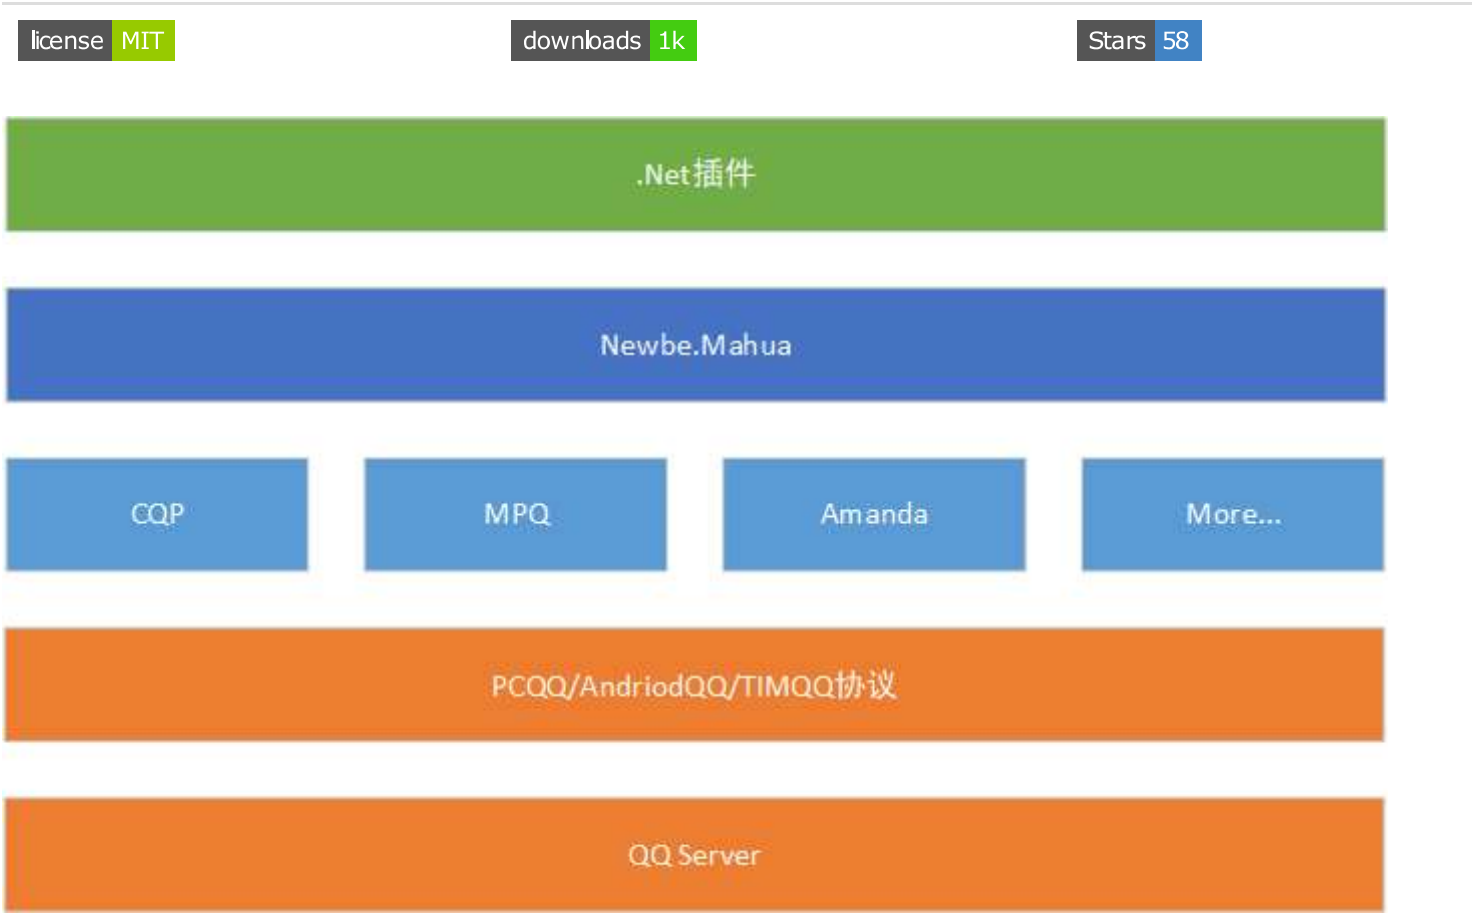 license MIT downloads 1k Stars 58
.Net插件
Newbe.Mahua
CQP MPQ Amanda More...
PCQQ/AndriodQQ/TIMQQ协议
QQ Server